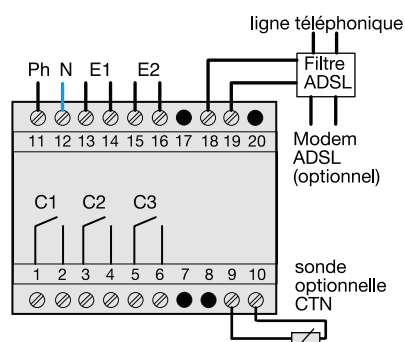 ligne téléphonique
Ph N E1 E2
Filtre
ADSL
11 12 13 14 15 16 17 18 19 20
Modem
ADSL
(optionnel)
C1 C2 C3
1 2 3 4 5 6 7 8 9 10
sonde
optionnelle
CTN